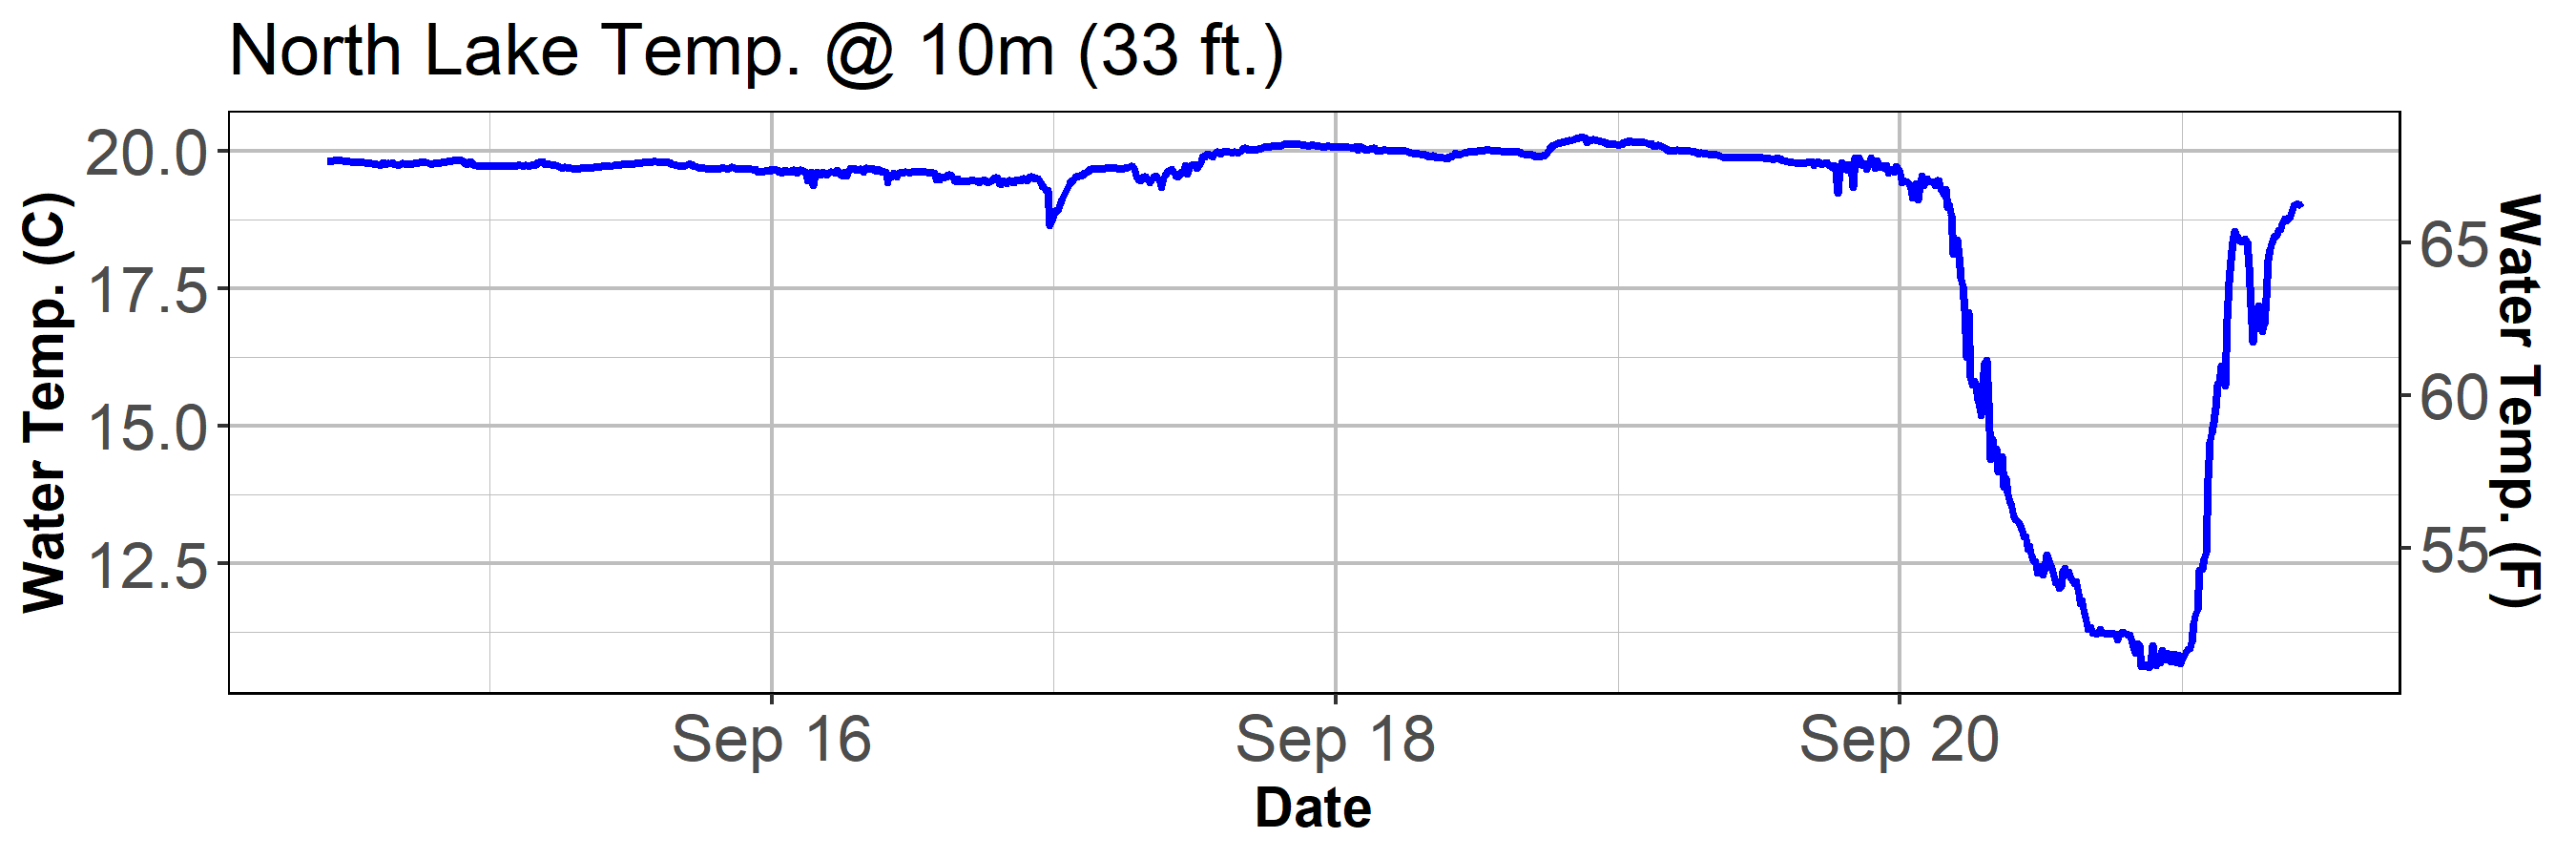 North Lake Temp. @ 10m (33 ft.)
Water Temp. (C)
20.0
17.5
15.0
12.5
65
60
55
Water Temp. (F)
Sep 16 Sep 18 Sep 20
Date